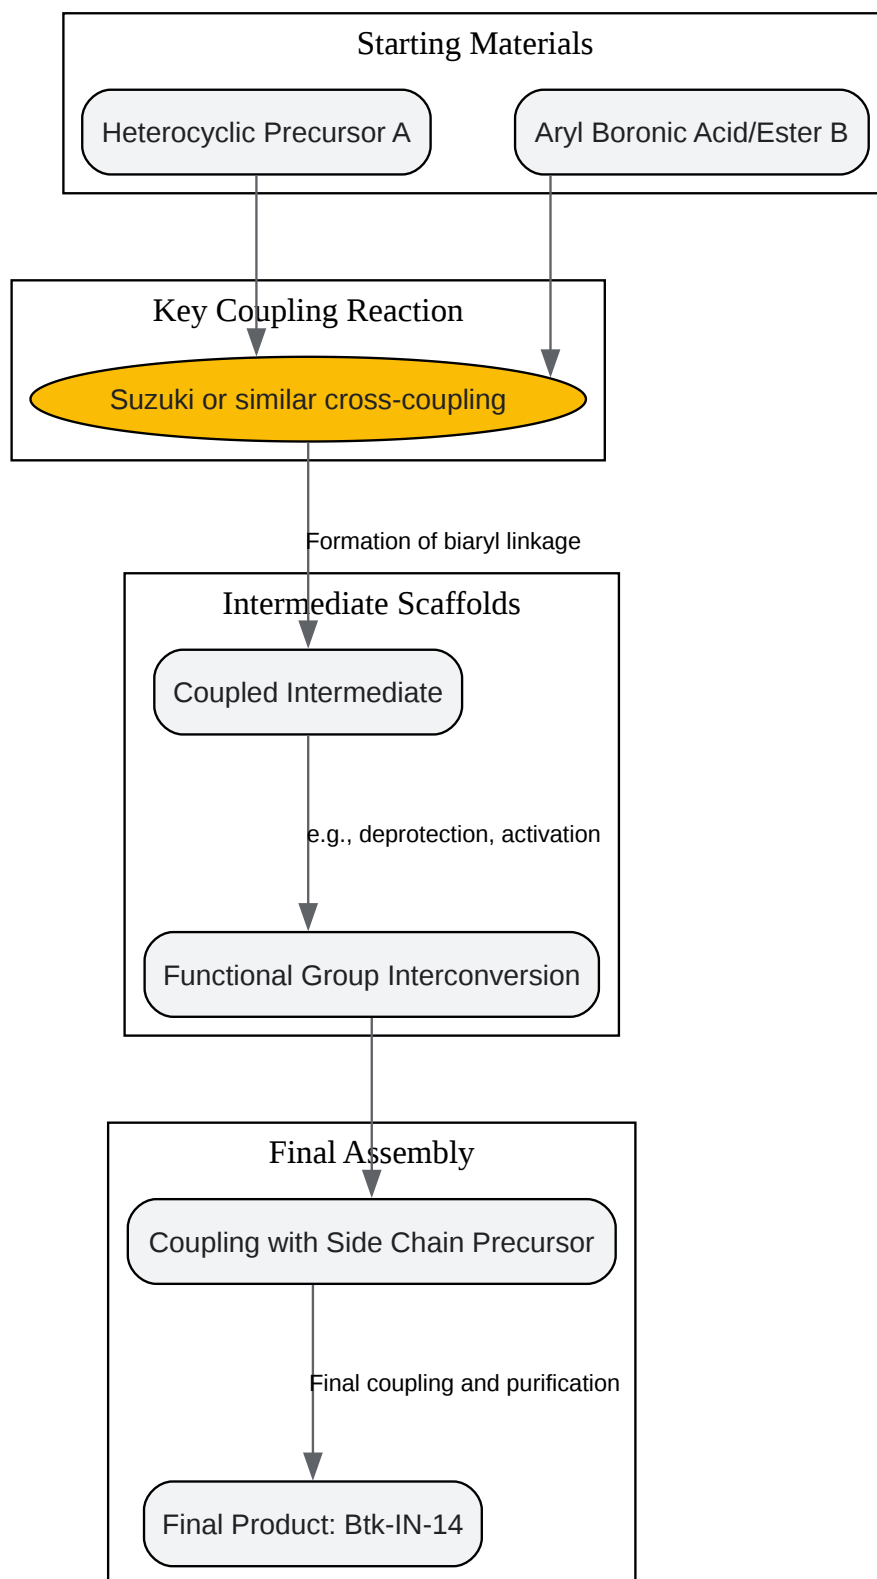 Starting Materials
Heterocyclic Precursor A
Aryl Boronic Acid/Ester B
Key Coupling Reaction
Suzuki or similar cross-coupling
Formation of biaryl linkage
Intermediate Scaffolds
Coupled Intermediate
e.g., deprotection, activation
Functional Group Interconversion
Final Assembly
Coupling with Side Chain Precursor
Final coupling and purification
Final Product: Btk-IN-14